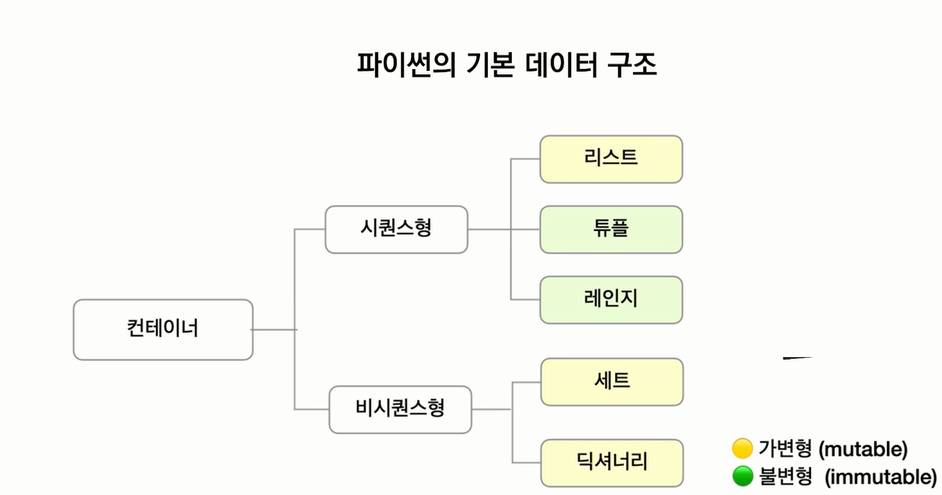 파이썬의 기본 데이터 구조
리스트
시퀀스형
튜플
레인지
컨테이너
세트
비시퀀스형
딕셔너리
가변형 (mutable)
불변형 (immutable)